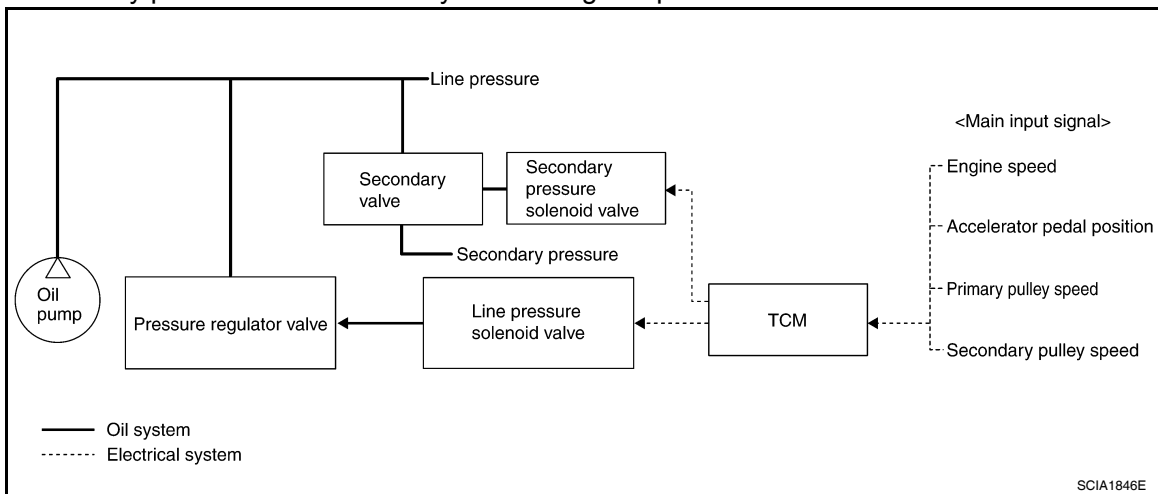 Line pressure
<Main input signal>
Secondary
valve
Secondary
pressure
solenoid valve
Engine speed
Accelerator pedal position
Secondary pressure
Oil
pump
Pressure regulator valve
Line pressure
solenoid valve
TCM
Primary pulley speed
Secondary pulley speed
Oil system
Electrical system
SCIA1846E